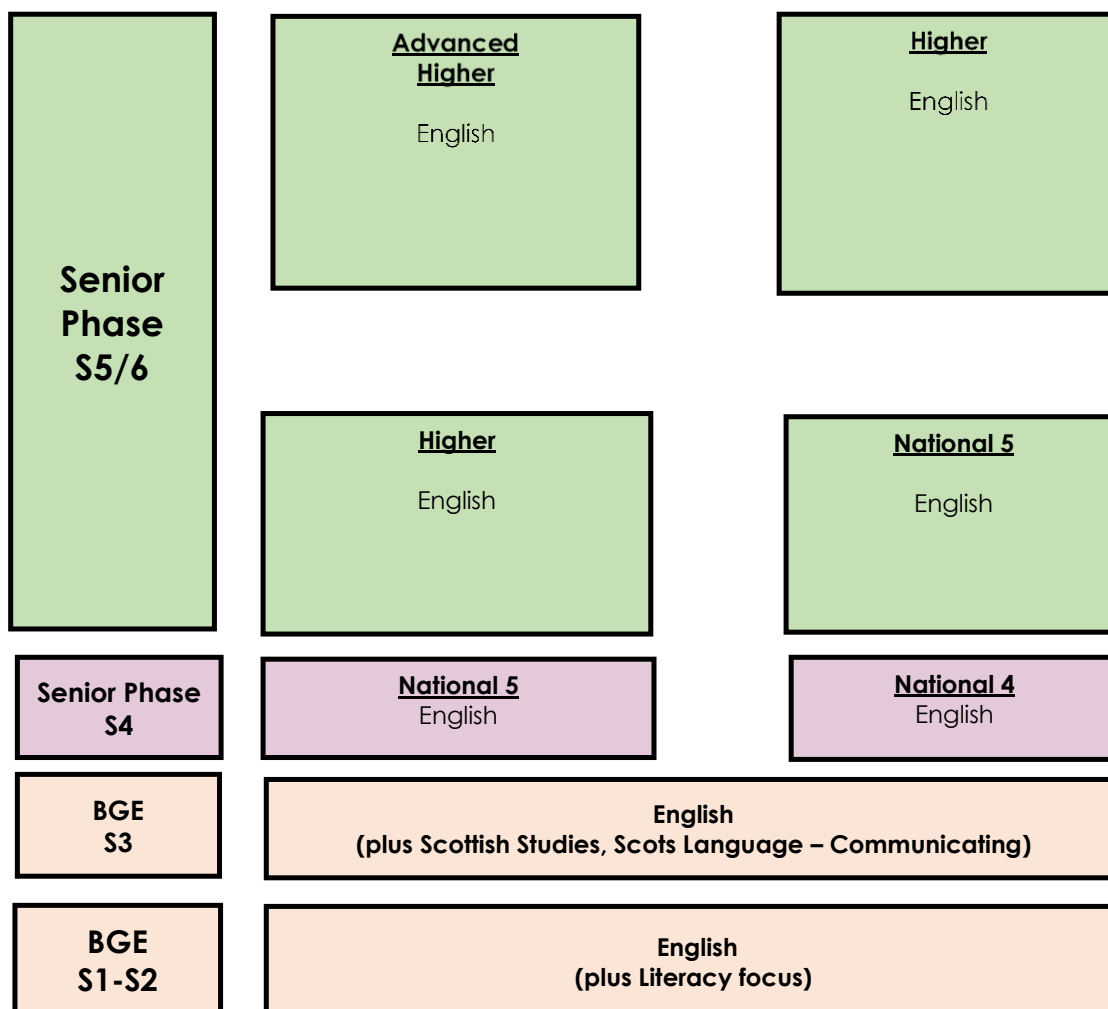 Senior
Phase
S5/6
Advanced
Higher
English
Higher
English
Higher
English
National 5
English
Senior Phase
S4
National 5
English
National 4
English
BGE
S3
English
(plus Scottish Studies, Scots Language – Communicating)
BGE
S1-S2
English
(plus Literacy focus)